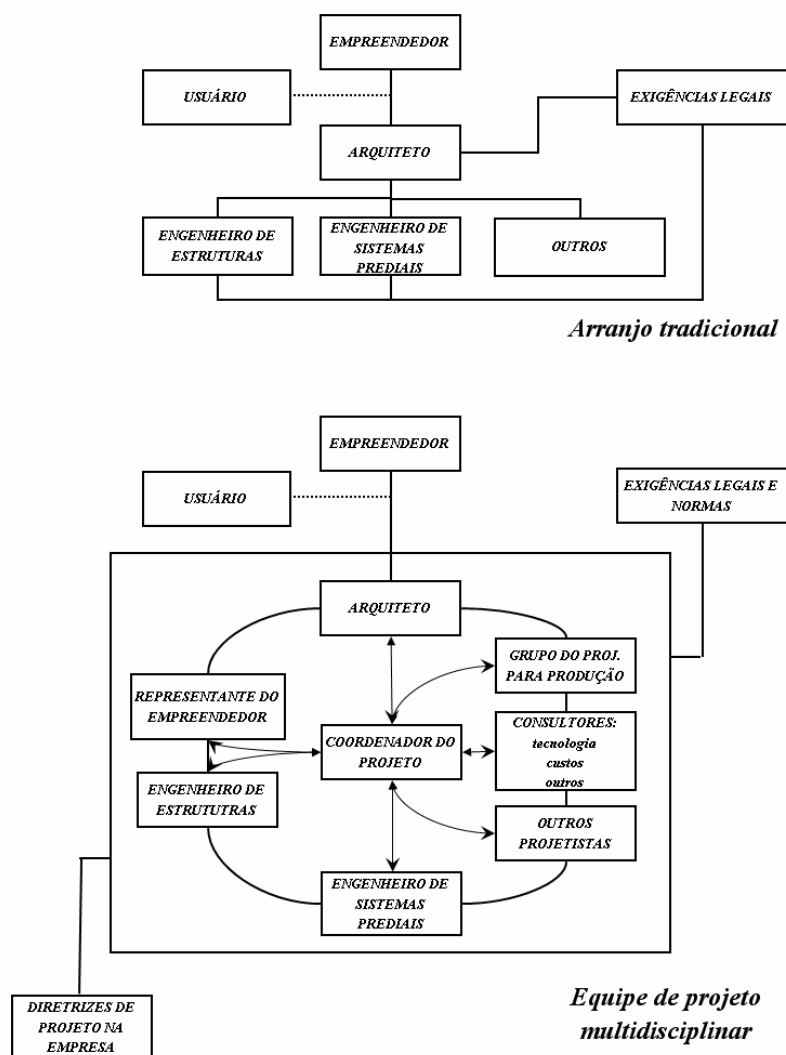 EMPREENDEDOR
USUÁRIO
EXIGÊNCIAS LEGAIS
ARQUITETO
ENGENHEIRO DE
ESTRUTURAS
ENGENHEIRO DE
SISTEMAS
PREDIAIS
OUTROS
Arranjo tradicional
EMPREENDEDOR
USUÁRIO
EXIGÊNCIAS LEGAIS E
NORMAS
ARQUITETO
GRUPO DO PROJ.
PARA PRODUÇÃO
REPRESENTANTE DO
EMPREENDEDOR
COORDENADOR DO
PROJETO
CONSULTORES:
tecnologia
custos
outros
ENGENHEIRO DE
ESTRUTUTRAS
OUTROS
PROJETISTAS
ENGENHEIRO DE
SISTEMAS
PREDIAIS
DIRETRIZES DE
PROJETO NA
EMPRESA
Equipe de projeto
multidisciplinar